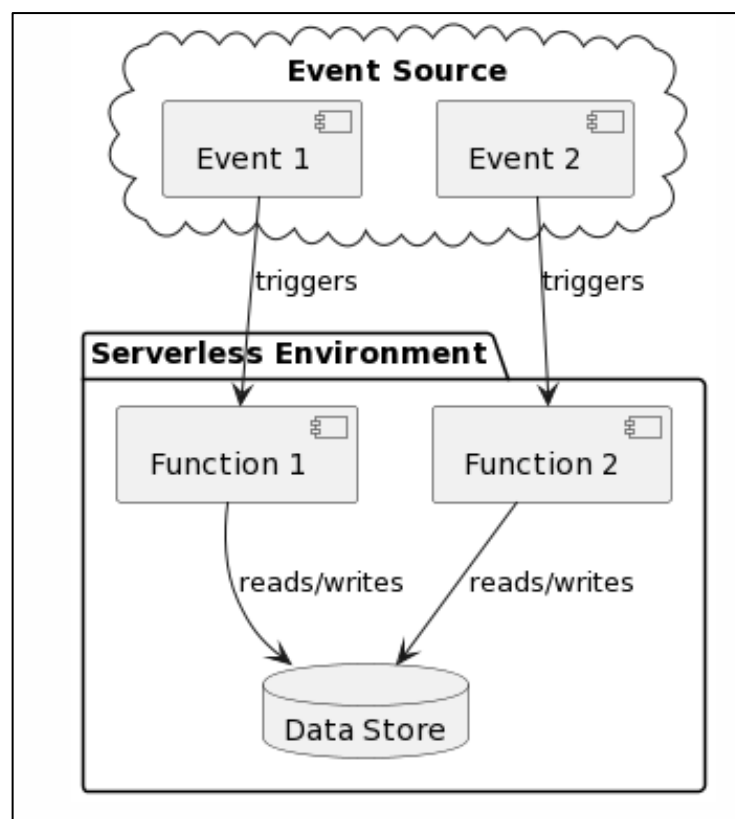 Event Source
Event 1
Event 2
triggers
triggers
Serverless Environment
Function 1
Function 2
reads/writes
reads/writes
Data Store